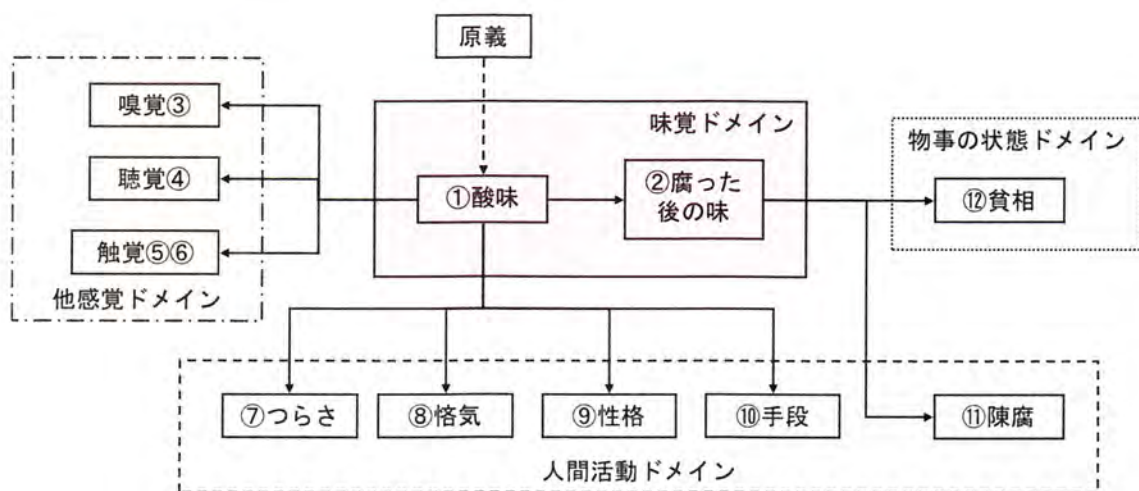 原義
味覚ドメイン
嗅覚③
聴覚④
触覚⑤⑥
他感覚ドメイン
①酸味
②腐った
後の味
物事の状態ドメイン
⑫貧相
⑦つらさ
⑧悋気
⑨性格
⑩手段
⑪陳腐
人間活動ドメイン